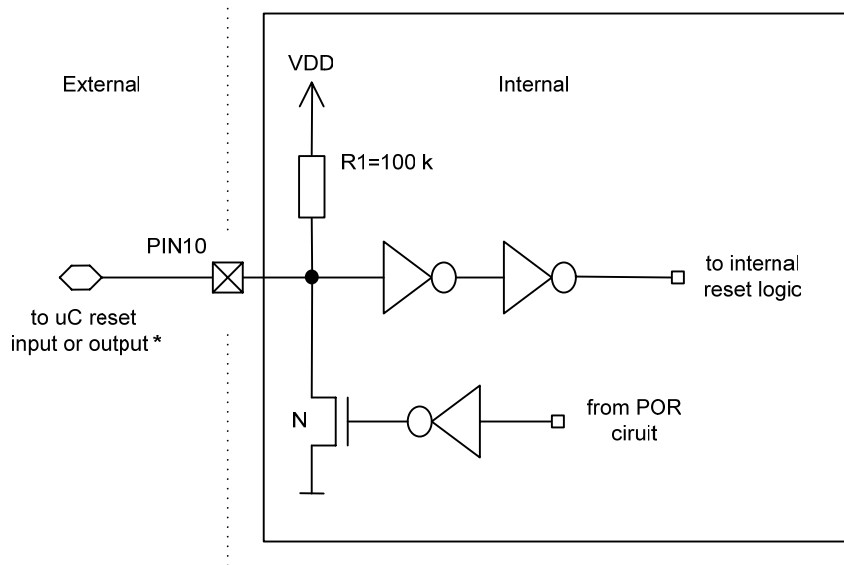 External
Internal
VDD
R1=100 k
PIN10
to uC reset
input or output *
to internal
reset logic
N
from POR
ciruit